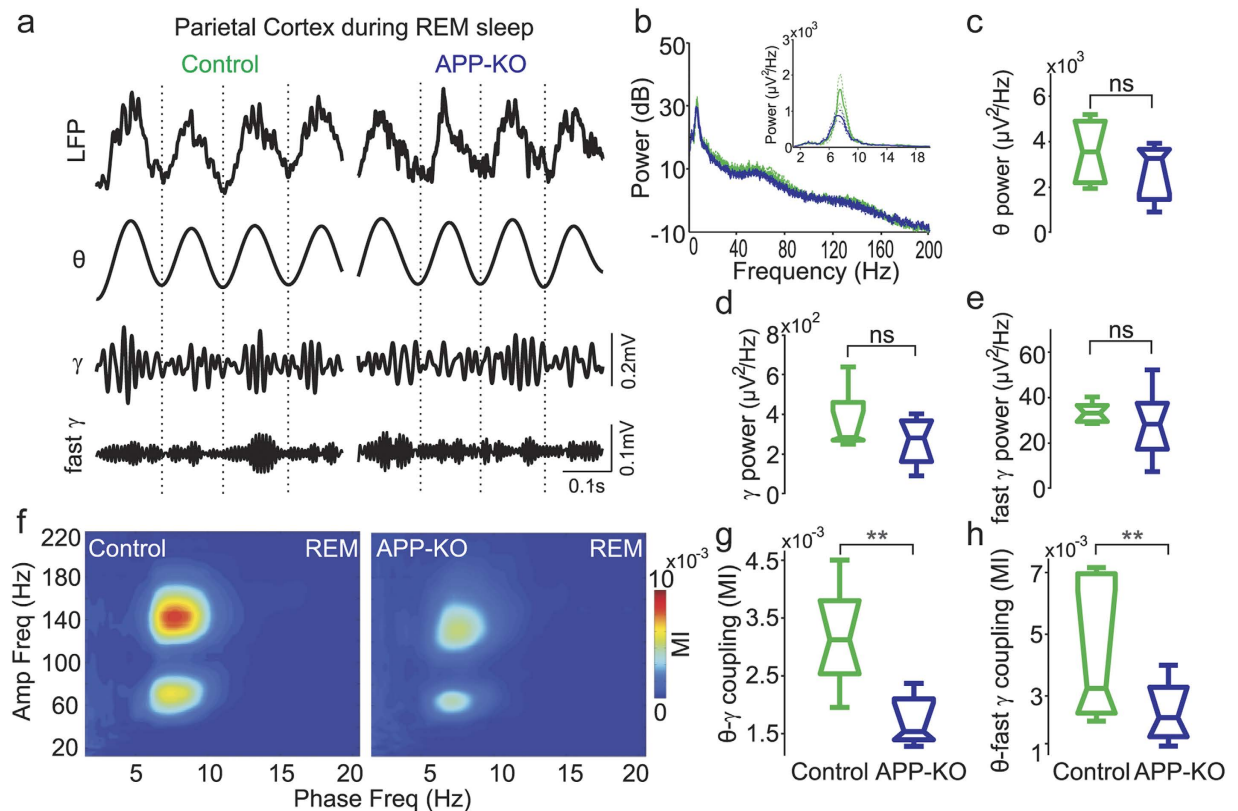 a
Parietal Cortex during REM sleep
Control
APP-KO
LFP
θ
γ
fast γ
0.2mV
0.1mV
0.1s
b
Power (dB)
50
30
10
-10
0 40 80 120 160 200
Frequency (Hz)
Power (µV²/Hz)
3×10³
2
1
0
2 6 10 14 18
c
×10³
θ power (µV²/Hz)
6
4
2
0
ns
d
×10²
γ power (µV²/Hz)
8
6
4
2
0
ns
e
fast γ power (µV²/Hz)
60
40
20
0
ns
f
Amp Freq (Hz)
220
180
140
100
60
20
Control REM
APP-KO REM
5 10 15 20
5 10 15 20
Phase Freq (Hz)
10×10⁻³
MI
0
g
×10⁻³
θ-γ coupling (MI)
4.5
3.5
2.5
1.5
**
Control APP-KO
h
×10⁻³
θ-fast γ coupling (MI)
7
5
3
1
**
Control APP-KO